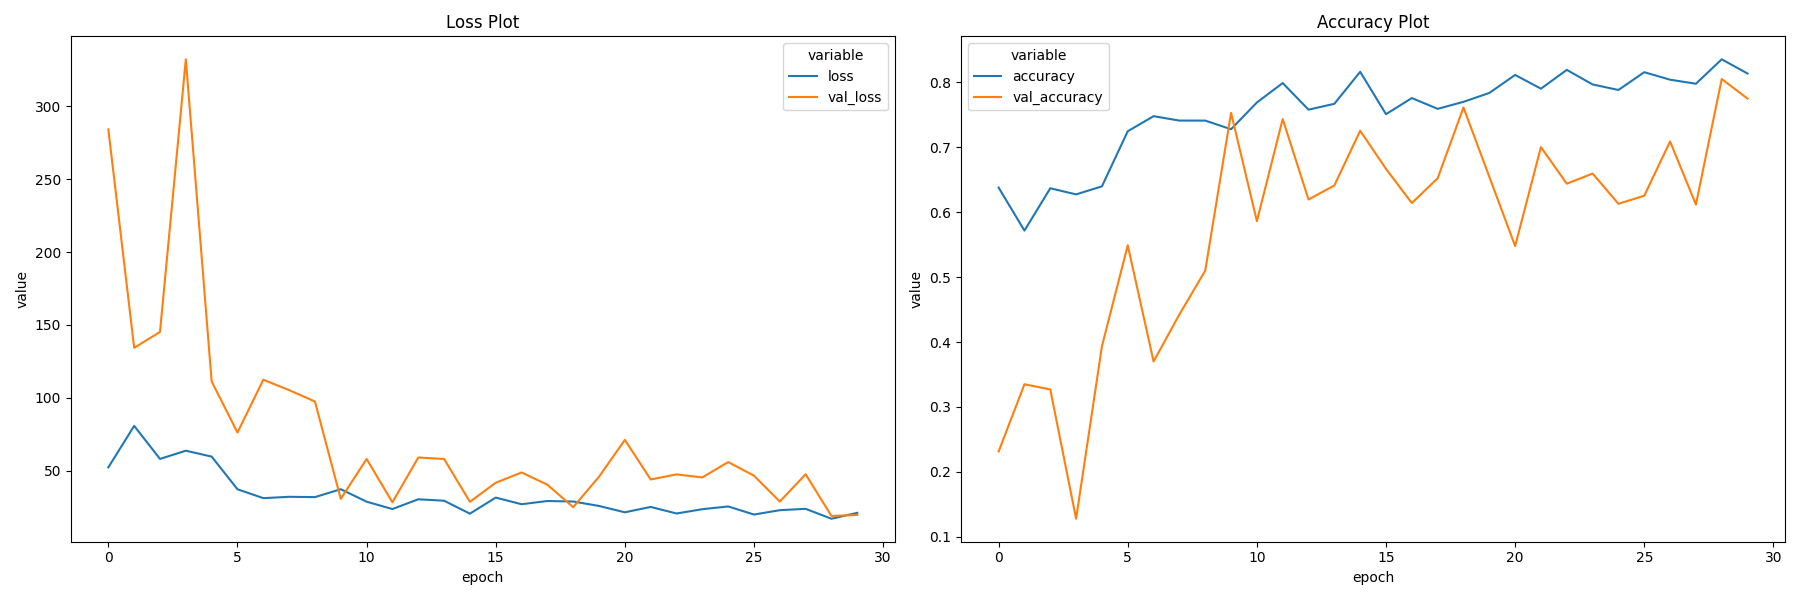 Loss Plot
variable
loss
val_loss
value
300
250
200
150
100
50
0 5 10 15 20 25 30
epoch
Accuracy Plot
variable
accuracy
val_accuracy
value
0.8
0.7
0.6
0.5
0.4
0.3
0.2
0.1
0 5 10 15 20 25 30
epoch